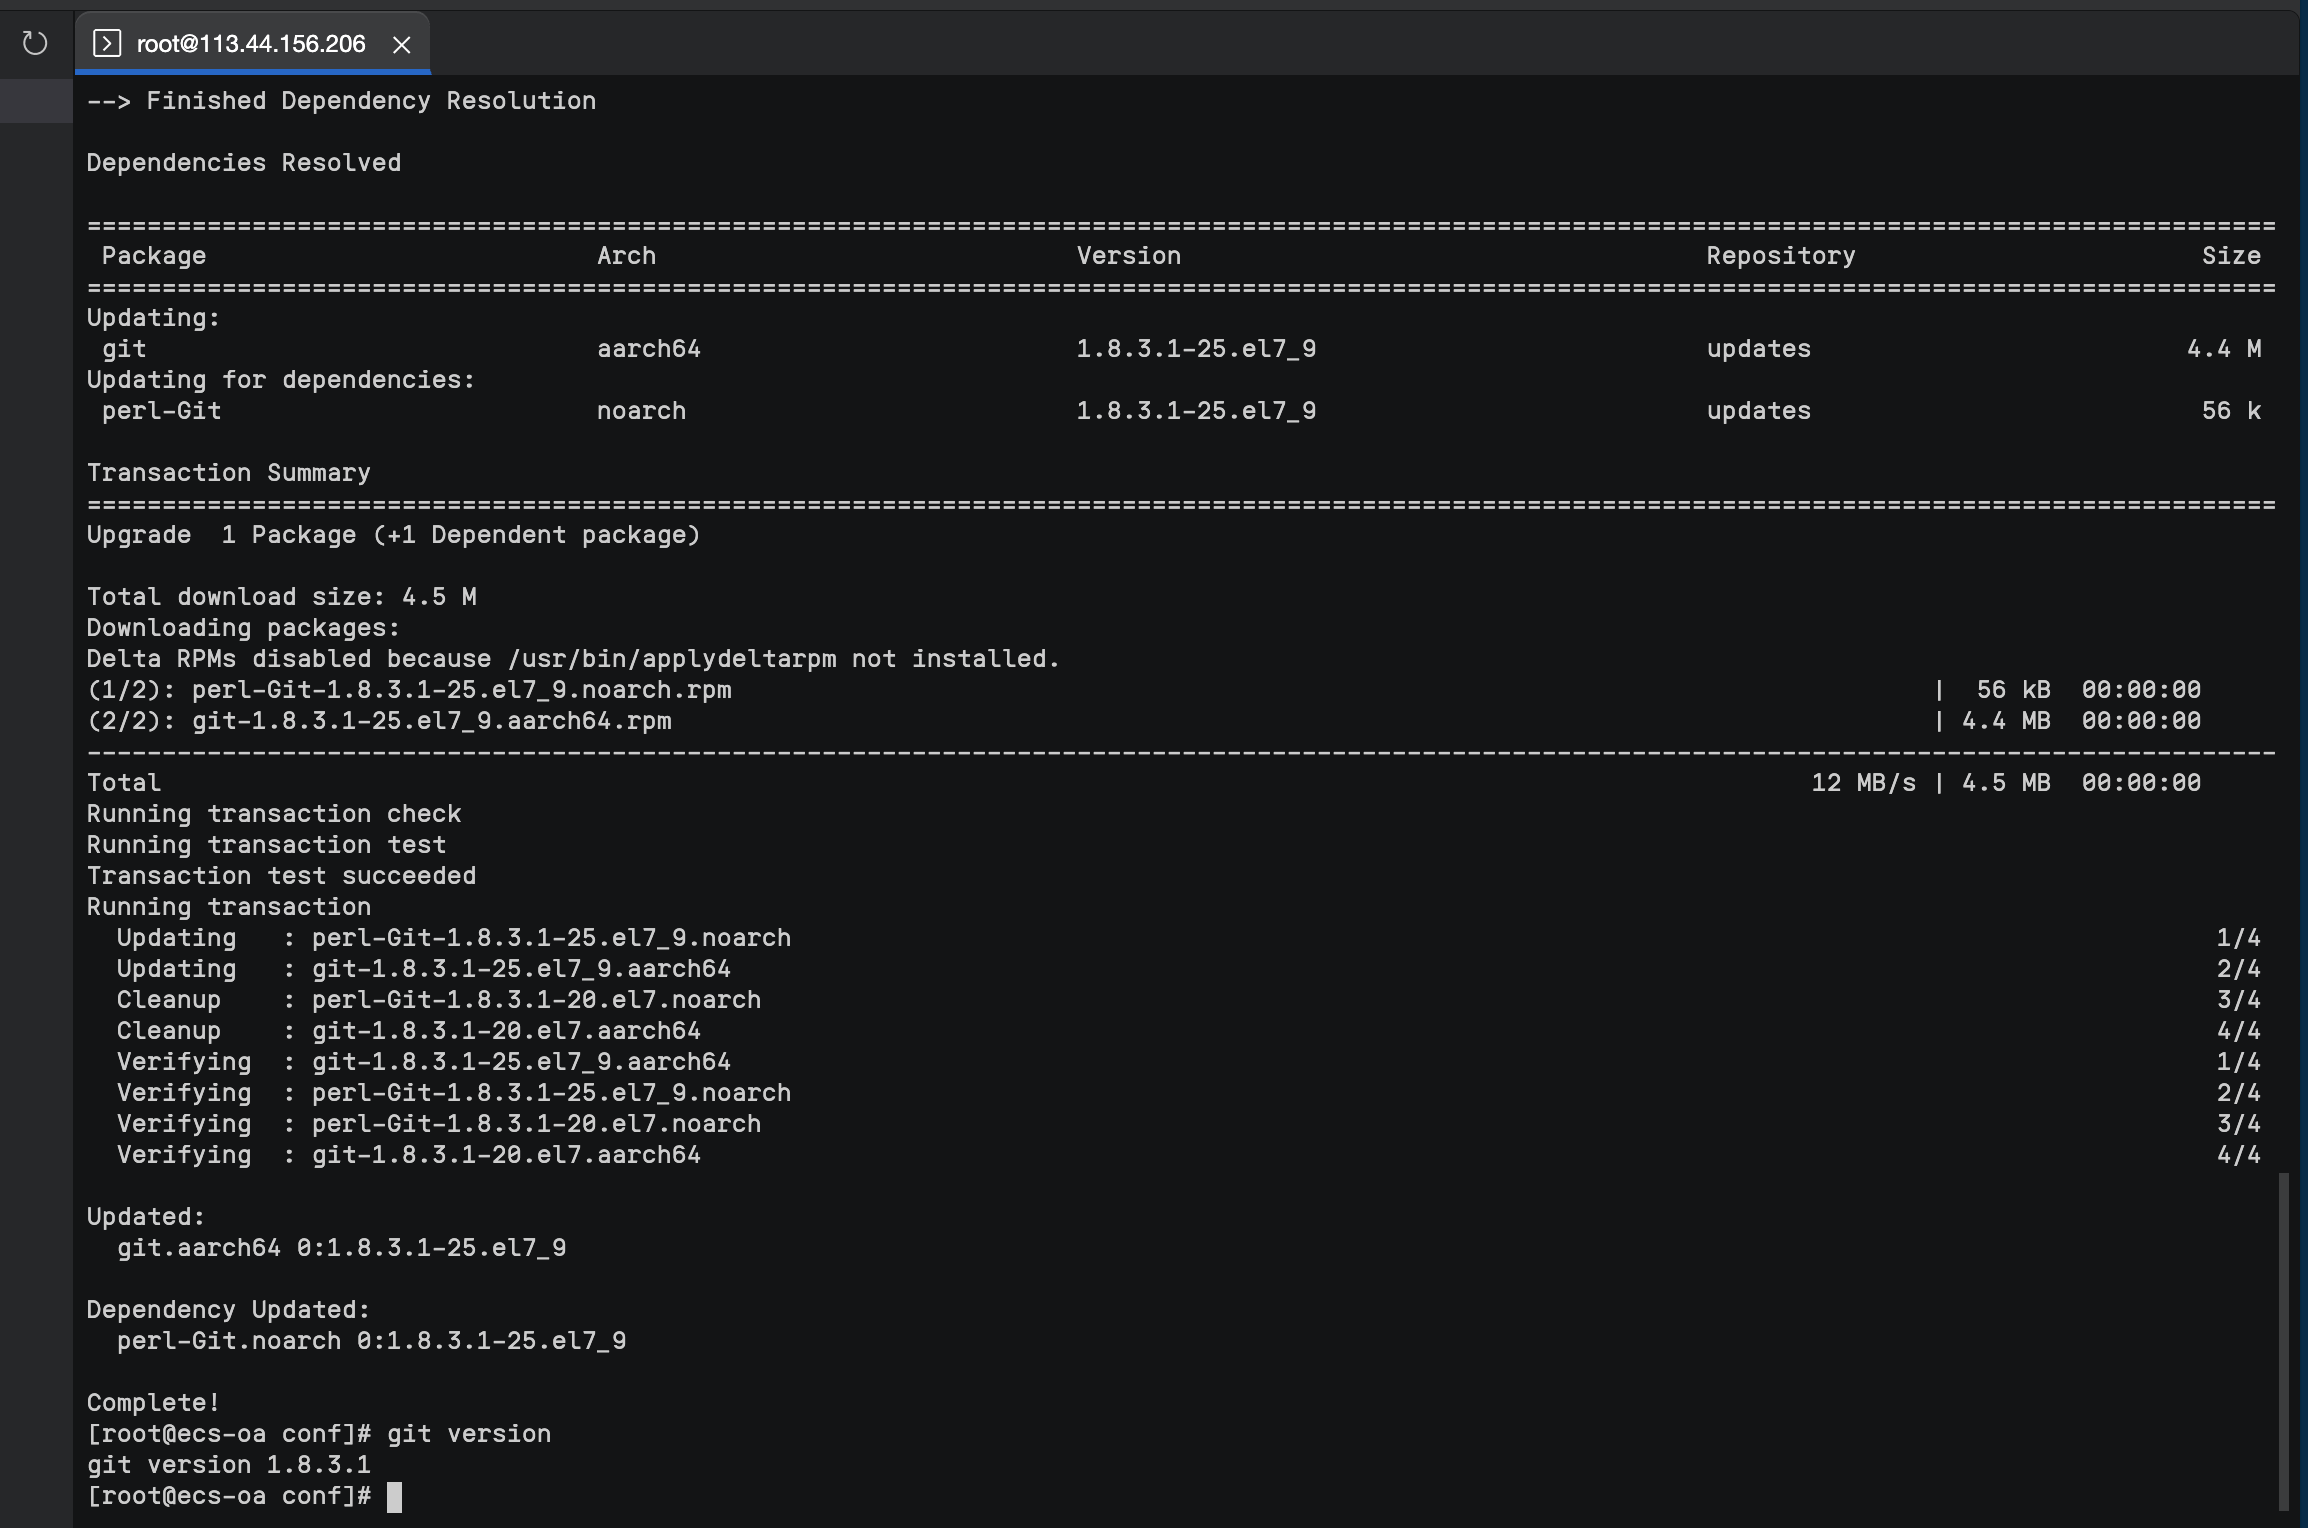 root@113.44.156.206
--> Finished Dependency Resolution
Dependencies Resolved
================================================================================================================================================
Package Arch Version Repository Size
================================================================================================================================================
Updating:
git aarch64 1.8.3.1-25.el7_9 updates 4.4 M
Updating for dependencies:
perl-Git noarch 1.8.3.1-25.el7_9 updates 56 k
Transaction Summary
================================================================================================================================================
Upgrade  1 Package (+1 Dependent package)
Total download size: 4.5 M
Downloading packages:
Delta RPMs disabled because /usr/bin/applydeltarpm not installed.
(1/2): perl-Git-1.8.3.1-25.el7_9.noarch.rpm | 56 kB 00:00:00
(2/2): git-1.8.3.1-25.el7_9.aarch64.rpm | 4.4 MB 00:00:00
------------------------------------------------------------------------------------------------------------------------------------------------
Total 12 MB/s | 4.5 MB 00:00:00
Running transaction check
Running transaction test
Transaction test succeeded
Running transaction
Updating : perl-Git-1.8.3.1-25.el7_9.noarch 1/4
Updating : git-1.8.3.1-25.el7_9.aarch64 2/4
Cleanup : perl-Git-1.8.3.1-20.el7.noarch 3/4
Cleanup : git-1.8.3.1-20.el7.aarch64 4/4
Verifying : git-1.8.3.1-25.el7_9.aarch64 1/4
Verifying : perl-Git-1.8.3.1-25.el7_9.noarch 2/4
Verifying : perl-Git-1.8.3.1-20.el7.noarch 3/4
Verifying : git-1.8.3.1-20.el7.aarch64 4/4
Updated:
git.aarch64 0:1.8.3.1-25.el7_9
Dependency Updated:
perl-Git.noarch 0:1.8.3.1-25.el7_9
Complete!
[root@ecs-oa conf]# git version
git version 1.8.3.1
[root@ecs-oa conf]#